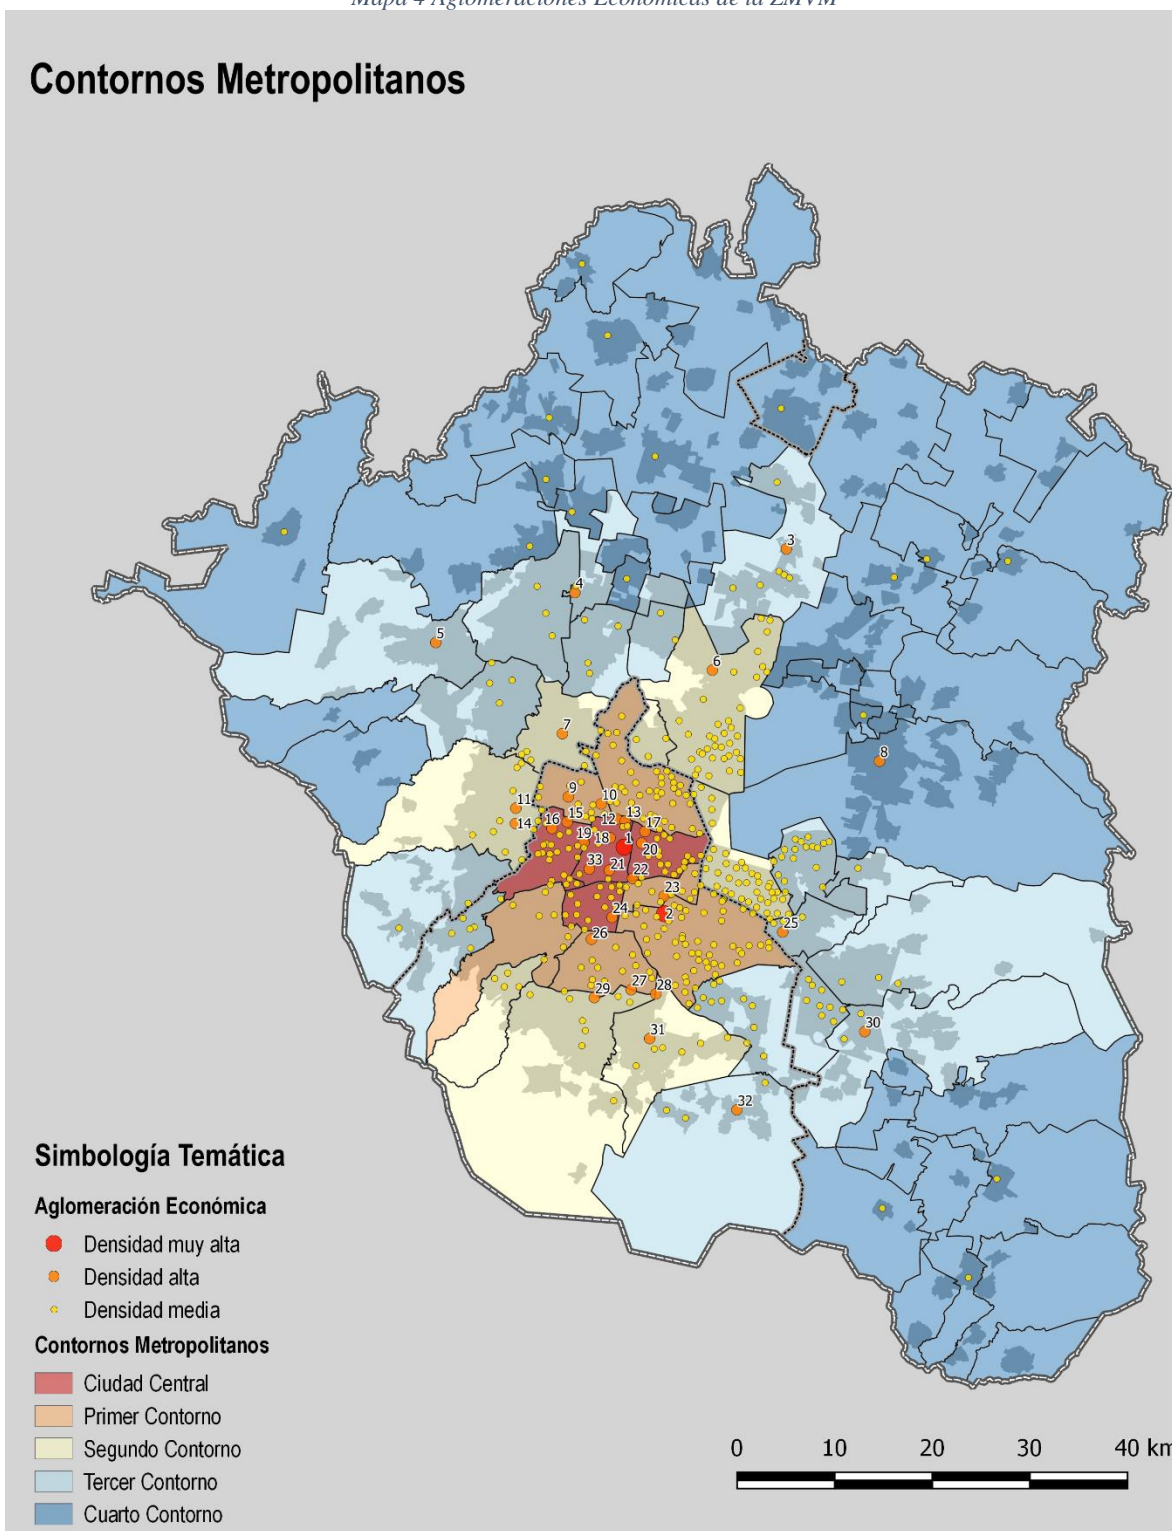 Mapa 4 Aglomeraciones Económicas de la ZMVM
Contornos Metropolitanos
3
4
5
6
7
8
9
10
11
12
13
14
15
16
17
1
19
18
20
33
21
22
23
24
2
25
26
27
28
29
30
31
32
Simbología Temática
Aglomeración Económica
Densidad muy alta
Densidad alta
Densidad media
Contornos Metropolitanos
Ciudad Central
Primer Contorno
Segundo Contorno
Tercer Contorno
Cuarto Contorno
0 10 20 30 40 km